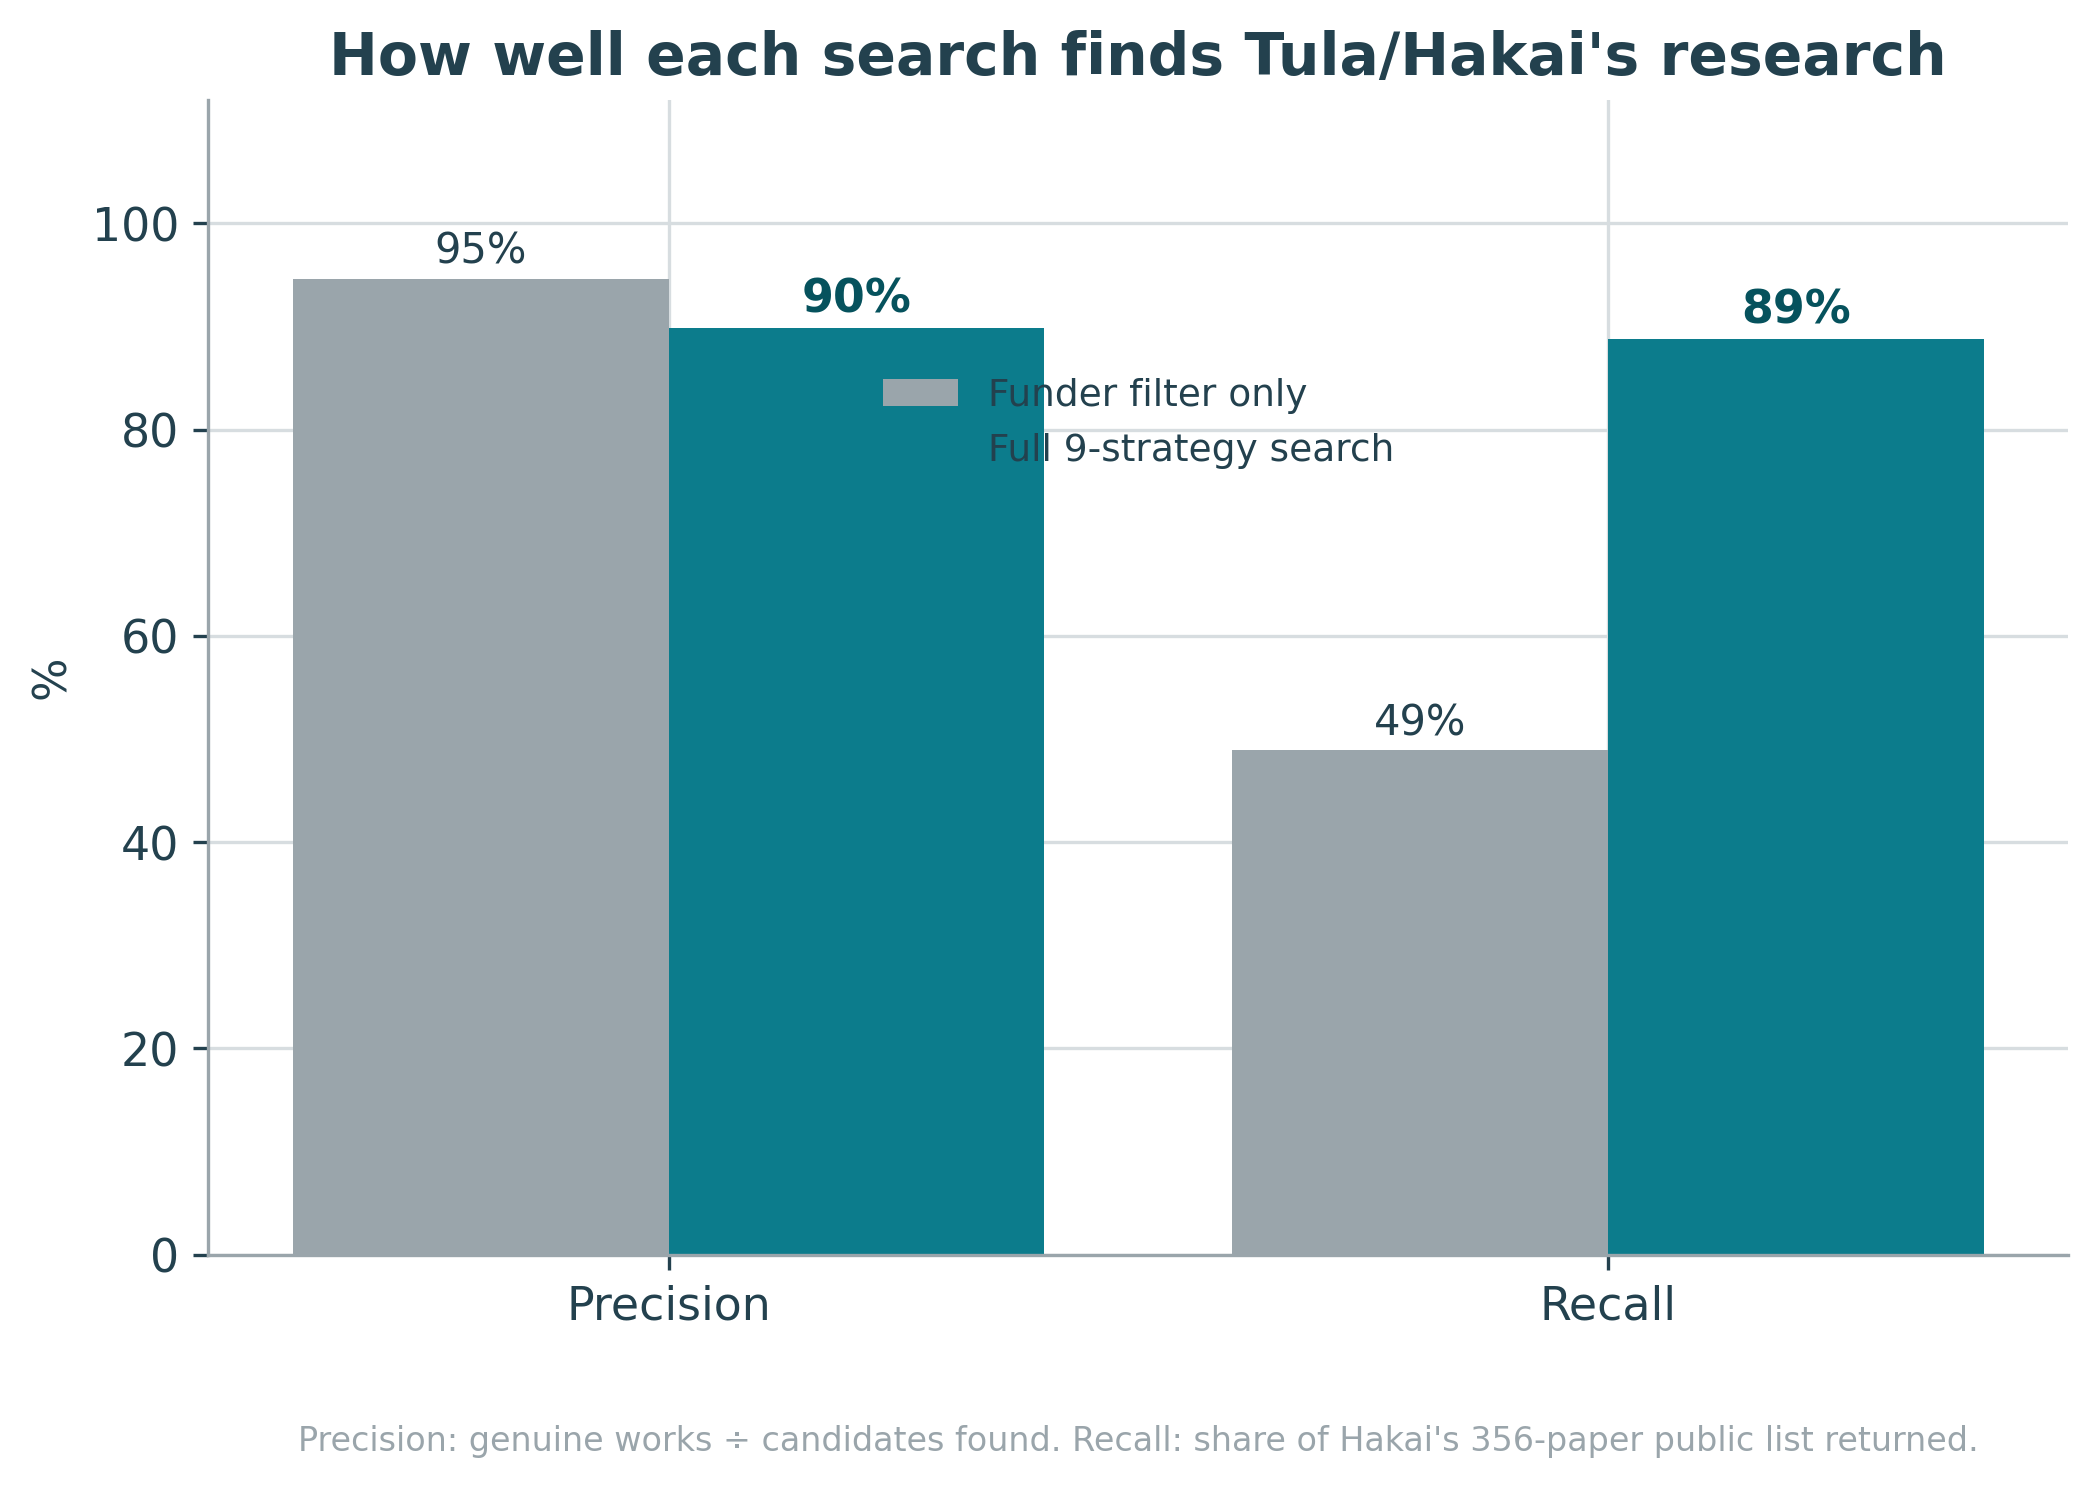 How well each search finds Tula/Hakai's research
100
80
60
40
20
0
%
95%
90%
89%
49%
Funder filter only
Full 9-strategy search
Precision
Recall
Precision: genuine works ÷ candidates found. Recall: share of Hakai's 356-paper public list returned.